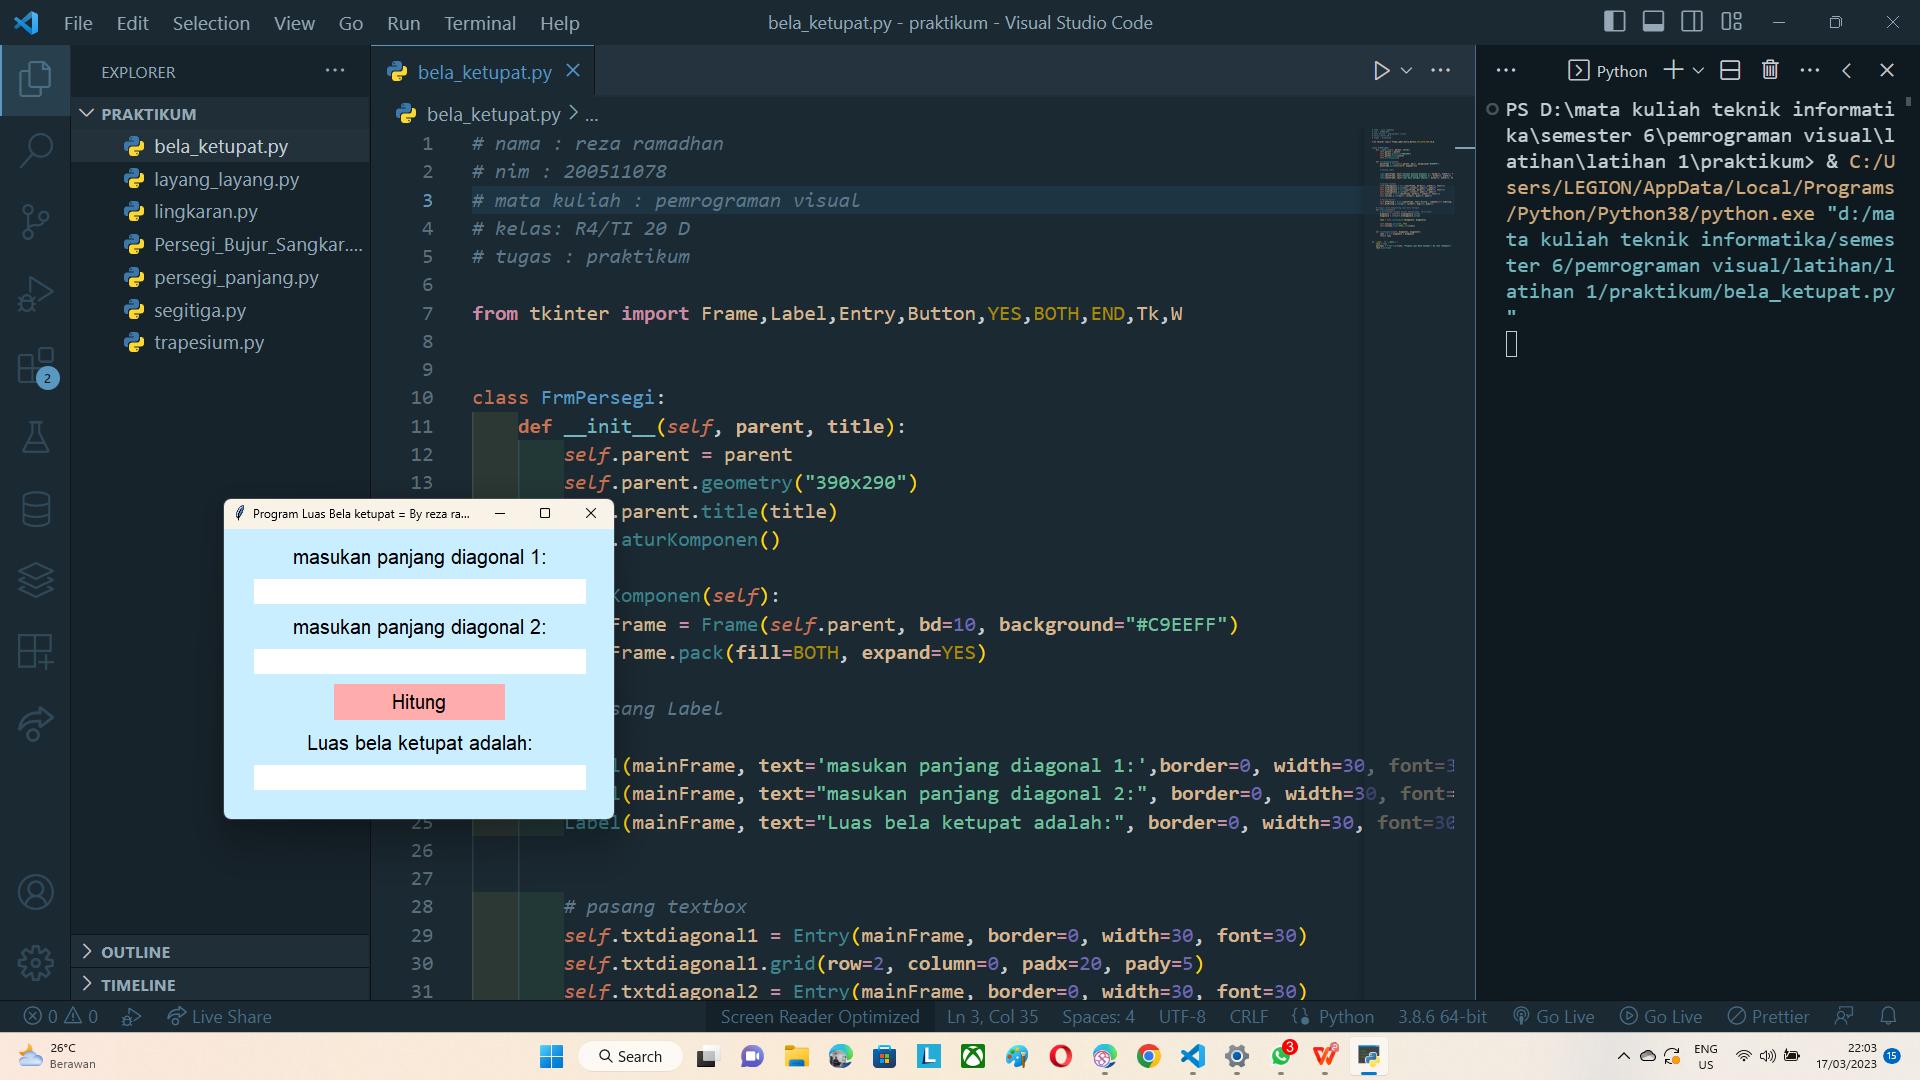 File Edit Selection View Go Run Terminal Help
bela_ketupat.py - praktikum - Visual Studio Code
EXPLORER
PRAKTIKUM
bela_ketupat.py
layang_layang.py
lingkaran.py
Persegi_Bujur_Sangkar....
persegi_panjang.py
segitiga.py
trapesium.py
OUTLINE
TIMELINE
2
bela_ketupat.py
bela_ketupat.py > ...
1 # nama : reza ramadhan
2 # nim : 200511078
3 # mata kuliah : pemrograman visual
4 # kelas: R4/TI 20 D
5 # tugas : praktikum
6
7 from tkinter import Frame,Label,Entry,Button,YES,BOTH,END,Tk,W
8
9
10 class FrmPersegi:
11 def __init__(self, parent, title):
12 self.parent = parent
13 self.parent.geometry("390x290")
.parent.title(title)
.aturKomponen()
Komponen(self):
Frame = Frame(self.parent, bd=10, background="#C9EEFF")
Frame.pack(fill=BOTH, expand=YES)
sang Label
(mainFrame, text='masukan panjang diagonal 1:',border=0, width=30, font=3
(mainFrame, text="masukan panjang diagonal 2:", border=0, width=30, font=
25 Label(mainFrame, text="Luas bela ketupat adalah:", border=0, width=30, font=30
26
27
28 # pasang textbox
29 self.txtdiagonal1 = Entry(mainFrame, border=0, width=30, font=30)
30 self.txtdiagonal1.grid(row=2, column=0, padx=20, pady=5)
31 self.txtdiagonal2 = Entry(mainFrame, border=0, width=30, font=30)
Program Luas Bela ketupat = By reza ra...
masukan panjang diagonal 1:
masukan panjang diagonal 2:
Hitung
Luas bela ketupat adalah:
Python
PS D:\mata kuliah teknik informati
ka\semester 6\pemrograman visual\l
atihan\latihan 1\praktikum> & C:/U
sers/LEGION/AppData/Local/Programs
/Python/Python38/python.exe "d:/ma
ta kuliah teknik informatika/semes
ter 6/pemrograman visual/latihan/l
atihan 1/praktikum/bela_ketupat.py
"
0 0 Live Share
Screen Reader Optimized Ln 3, Col 35 Spaces: 4 UTF-8 CRLF Python 3.8.6 64-bit Go Live Go Live Prettier
26°C
Berawan
Search
3
ENG
US
22:03
17/03/2023
15